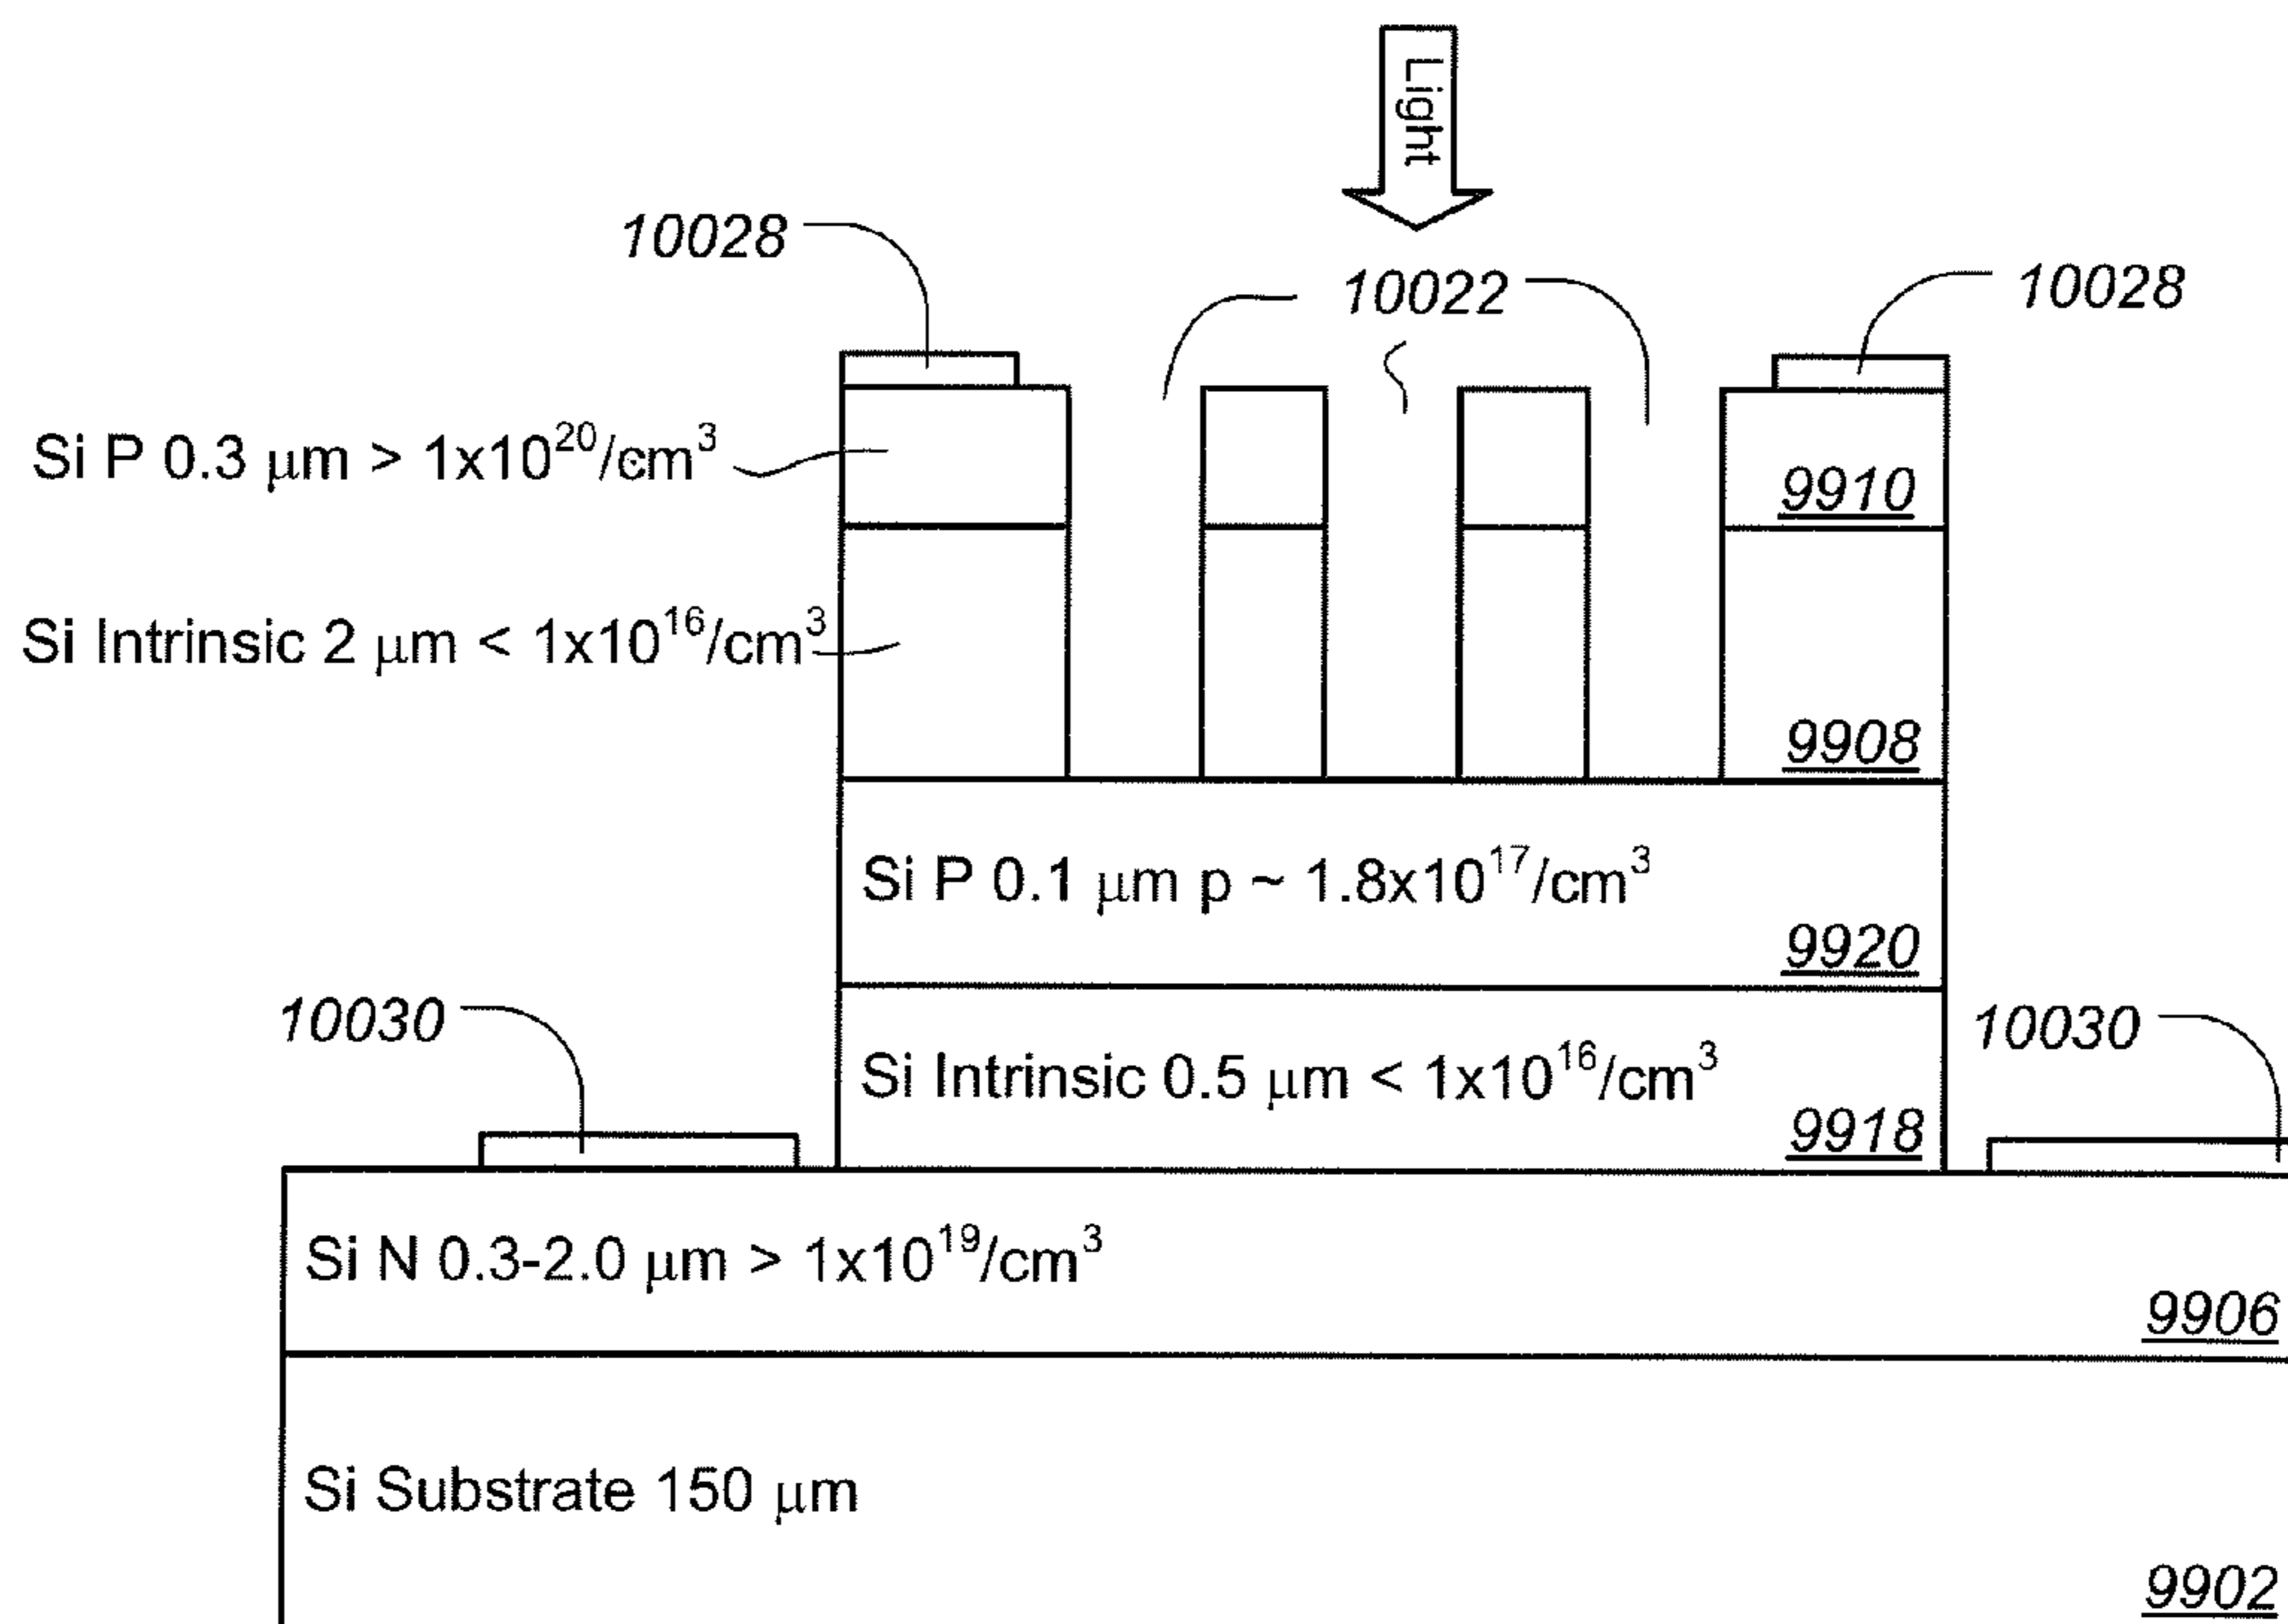 Light
10028
10022
10028
Si P 0.3 μm > 1x10²⁰/cm³
9910
Si Intrinsic 2 μm < 1x10¹⁶/cm³
9908
Si P 0.1 μm p ~ 1.8x10¹⁷/cm³
9920
10030
10030
Si Intrinsic 0.5 μm < 1x10¹⁶/cm³
9918
Si N 0.3-2.0 μm > 1x10¹⁹/cm³
9906
Si Substrate 150 μm
9902